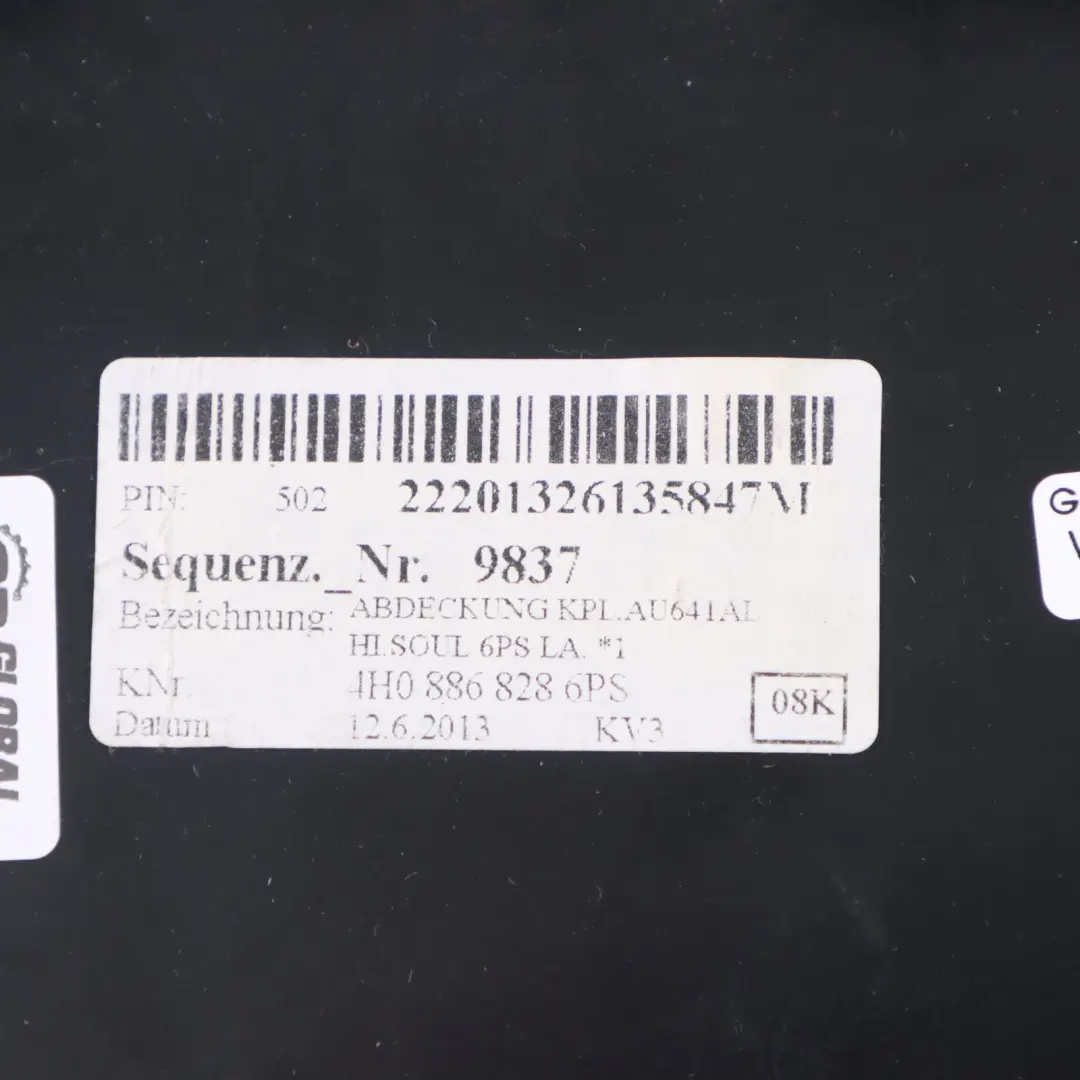 PIN: 502 22201326135847M
Sequenz._Nr. 9837
Bezeichnung: ABDECKUNG KPL.AU641AL
HI.SOUL 6PS LA. *1
KNr. 4H0 886 828 6PS
08K
Datum 12.6.2013 KV3
GLOBAL
G